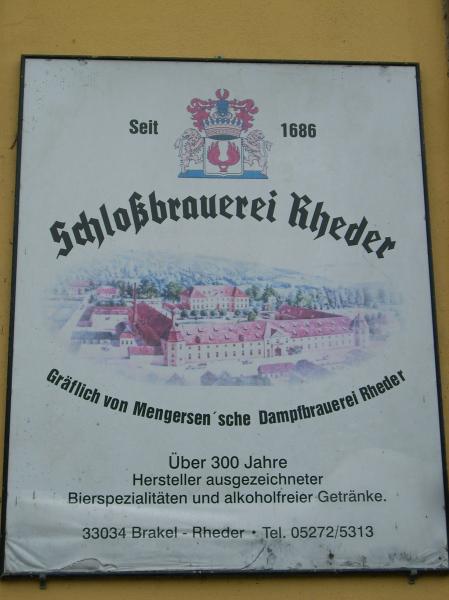 Seit 1686
Schloßbrauerei Rheder
Gräflich von Mengersen´sche Dampfbrauerei Rheder
Über 300 Jahre
Hersteller ausgezeichneter
Bierspezialitäten und alkoholfreier Getränke.
33034 Brakel - Rheder • Tel. 05272/5313